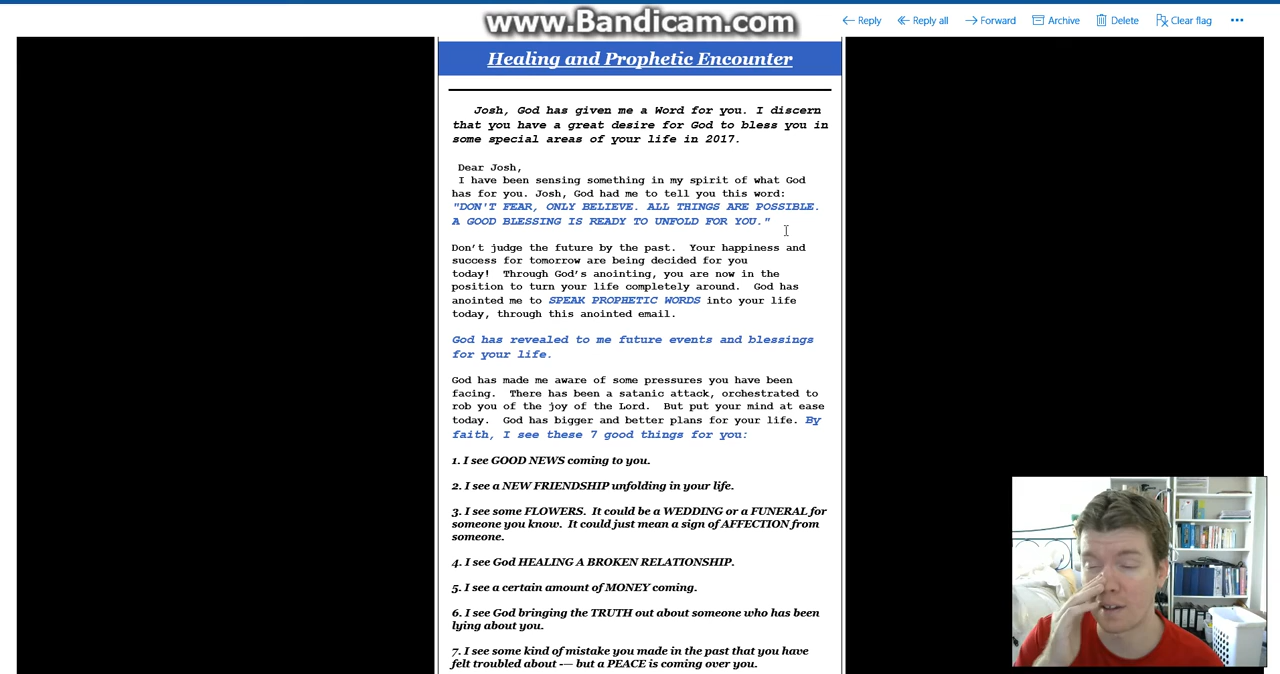 www.Bandicam.com
Reply Reply all Forward Archive Delete Clear flag
Healing and Prophetic Encounter
Josh, God has given me a Word for you. I discern
that you have a great desire for God to bless you in
some special areas of your life in 2017.
Dear Josh,
I have been sensing something in my spirit of what God
has for you. Josh, God had me to tell you this word:
"DON'T FEAR, ONLY BELIEVE. ALL THINGS ARE POSSIBLE.
A GOOD BLESSING IS READY TO UNFOLD FOR YOU."
Don't judge the future by the past. Your happiness and
success for tomorrow are being decided for you
today! Through God's anointing, you are now in the
position to turn your life completely around. God has
anointed me to SPEAK PROPHETIC WORDS into your life
today, through this anointed email.
God has revealed to me future events and blessings
for your life.
God has made me aware of some pressures you have been
facing. There has been a satanic attack, orchestrated to
rob you of the joy of the Lord. But put your mind at ease
today. God has bigger and better plans for your life. By
faith, I see these 7 good things for you:
1. I see GOOD NEWS coming to you.
2. I see a NEW FRIENDSHIP unfolding in your life.
3. I see some FLOWERS. It could be a WEDDING or a FUNERAL for
someone you know. It could just mean a sign of AFFECTION from
someone.
4. I see God HEALING A BROKEN RELATIONSHIP.
5. I see a certain amount of MONEY coming.
6. I see God bringing the TRUTH out about someone who has been
lying about you.
7. I see some kind of mistake you made in the past that you have
felt troubled about -— but a PEACE is coming over you.